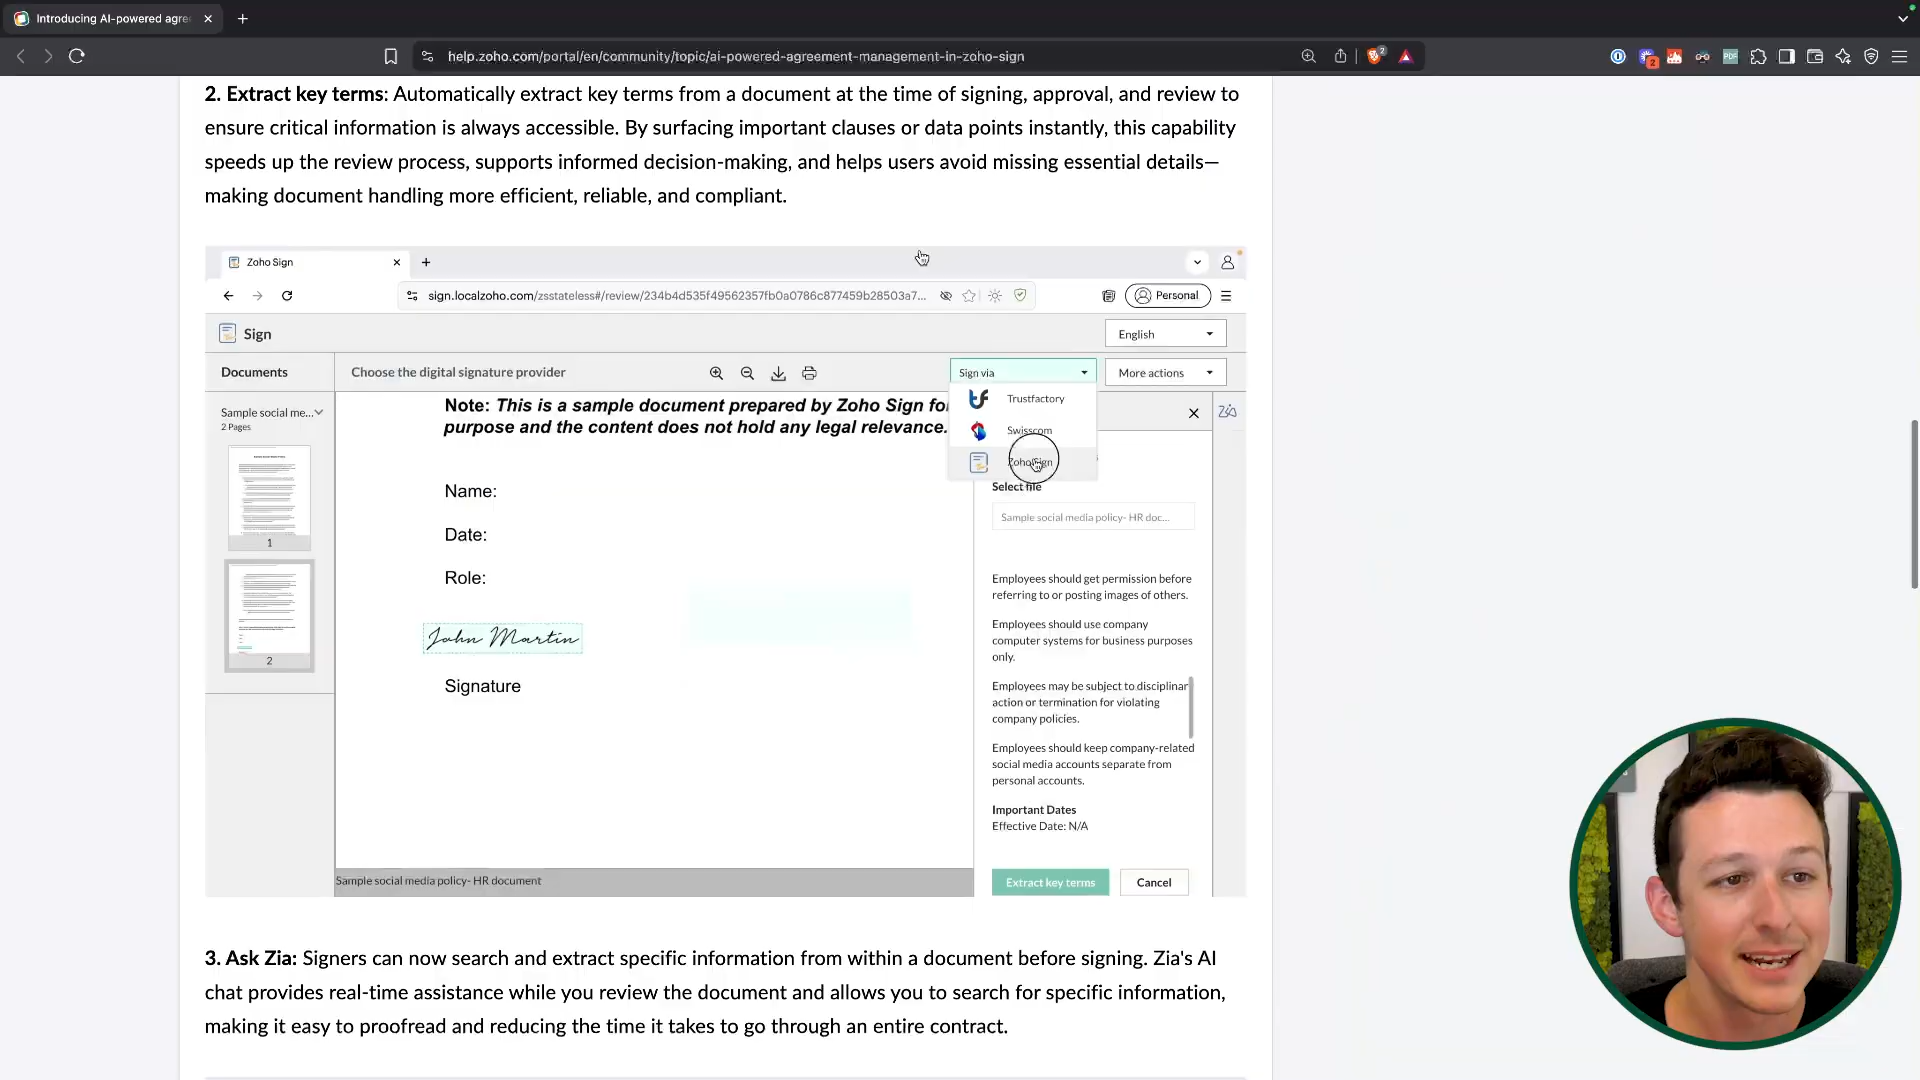 Introducing AI-powered agre
help.zoho.com/portal/en/community/topic/ai-powered-agreement-management-in-zoho-sign
2
2
PDF
2. Extract key terms: Automatically extract key terms from a document at the time of signing, approval, and review to
ensure critical information is always accessible. By surfacing important clauses or data points instantly, this capability
speeds up the review process, supports informed decision-making, and helps users avoid missing essential details—
making document handling more efficient, reliable, and compliant.
Zoho Sign
sign.localzoho.com/zsstateless#/review/234b4d535f49562357fb0a0786c877459b28503a7...
Personal
Sign
English
Documents
Choose the digital signature provider
Sign via
More actions
Trustfactory
Swisscom
Zoho Sign
Sample social me...
2 Pages
1
2
Note: This is a sample document prepared by Zoho Sign for
purpose and the content does not hold any legal relevance.
Name:
Date:
Role:
John Martin
Signature
Sample social media policy- HR document
Zia
Select file
Sample social media policy- HR doc...
Employees should get permission before
referring to or posting images of others.
Employees should use company
computer systems for business purposes
only.
Employees may be subject to disciplinar
action or termination for violating
company policies.
Employees should keep company-related
social media accounts separate from
personal accounts.
Important Dates
Effective Date: N/A
Extract key terms
Cancel
3. Ask Zia: Signers can now search and extract specific information from within a document before signing. Zia's AI
chat provides real-time assistance while you review the document and allows you to search for specific information,
making it easy to proofread and reducing the time it takes to go through an entire contract.